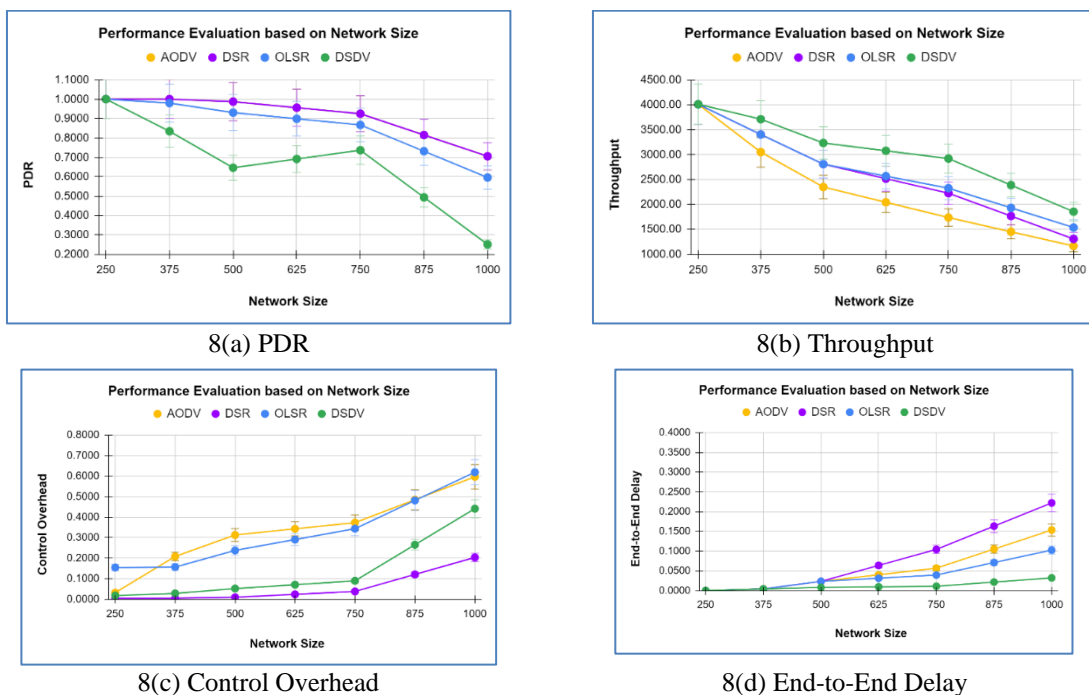 Performance Evaluation based on Network Size
AODV DSR OLSR DSDV
1.1000
1.0000
0.9000
0.8000
0.7000
0.6000
0.5000
0.4000
0.3000
0.2000
PDR
250 375 500 625 750 875 1000
Network Size
8(a) PDR
Performance Evaluation based on Network Size
AODV DSR OLSR DSDV
4500.00
4000.00
3500.00
3000.00
2500.00
2000.00
1500.00
1000.00
Throughput
250 375 500 625 750 875 1000
Network Size
8(b) Throughput
Performance Evaluation based on Network Size
AODV DSR OLSR DSDV
0.8000
0.7000
0.6000
0.5000
0.4000
0.3000
0.2000
0.1000
0.0000
Control Overhead
250 375 500 625 750 875 1000
Network Size
8(c) Control Overhead
Performance Evaluation based on Network Size
AODV DSR OLSR DSDV
0.4000
0.3500
0.3000
0.2500
0.2000
0.1500
0.1000
0.0500
0.0000
End-to-End Delay
250 375 500 625 750 875 1000
Network Size
8(d) End-to-End Delay